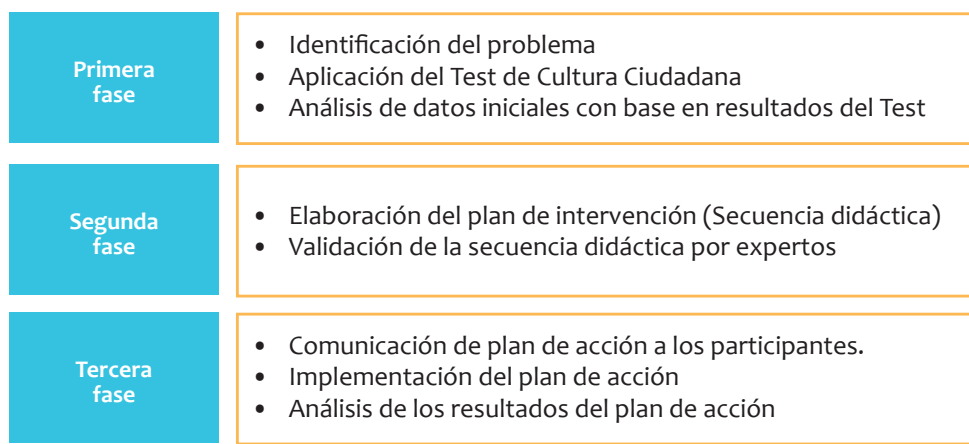 Primera
fase
• Identificación del problema
• Aplicación del Test de Cultura Ciudadana
• Análisis de datos iniciales con base en resultados del Test
Segunda
fase
• Elaboración del plan de intervención (Secuencia didáctica)
• Validación de la secuencia didáctica por expertos
Tercera
fase
• Comunicación de plan de acción a los participantes.
• Implementación del plan de acción
• Análisis de los resultados del plan de acción